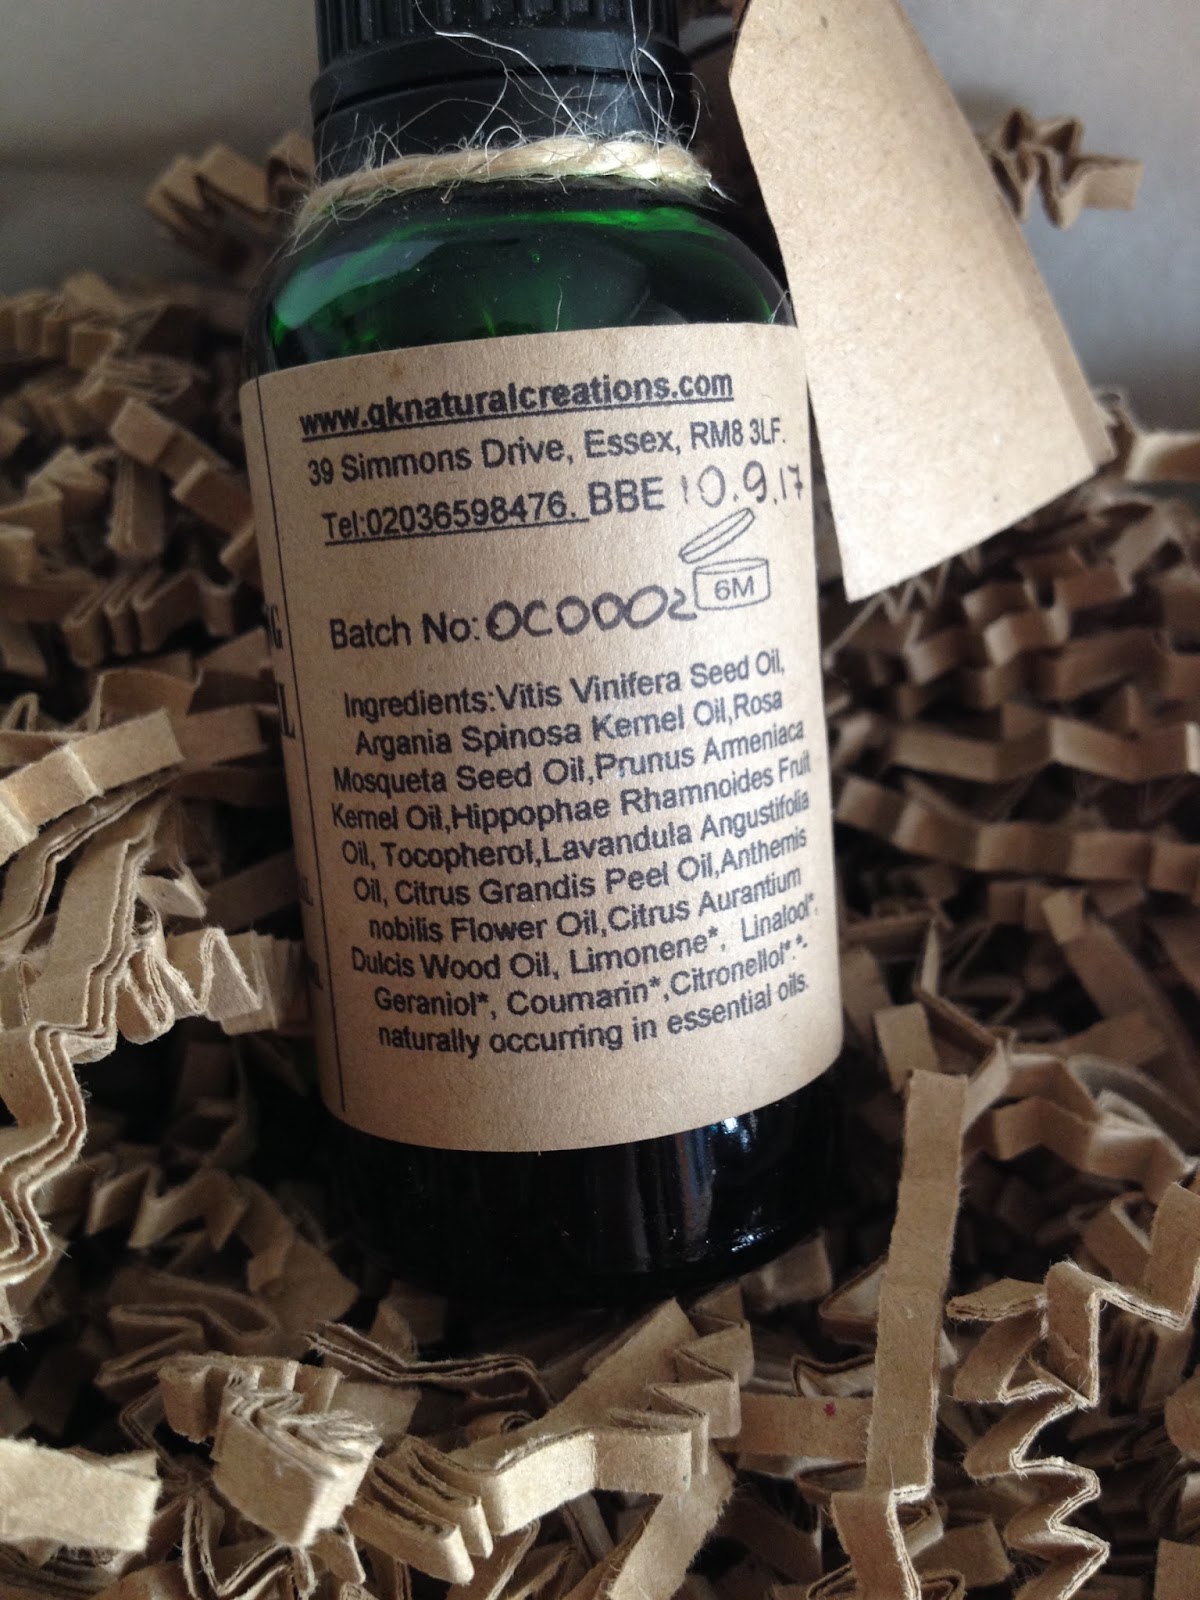 www.gknaturalcreations.com
39 Simmons Drive, Essex, RM8 3LF.
Tel:02036598476. BBE 10.9.17
6M
Batch No: OC0002
Ingredients:Vitis Vinifera Seed Oil,
Argania Spinosa Kernel Oil,Rosa
Mosqueta Seed Oil,Prunus Armeniaca
Kernel Oil,Hippophae Rhamnoides Fruit
Oil, Tocopherol,Lavandula Angustifolia
Oil, Citrus Grandis Peel Oil,Anthemis
nobilis Flower Oil,Citrus Aurantium
Dulcis Wood Oil, Limonene*, Linalool*,
Geraniol*, Coumarin*,Citronellol*.*-
naturally occurring in essential oils.